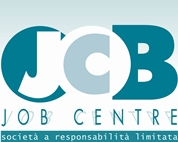 JCB
JOB CENTRE
società a responsabilità limitata